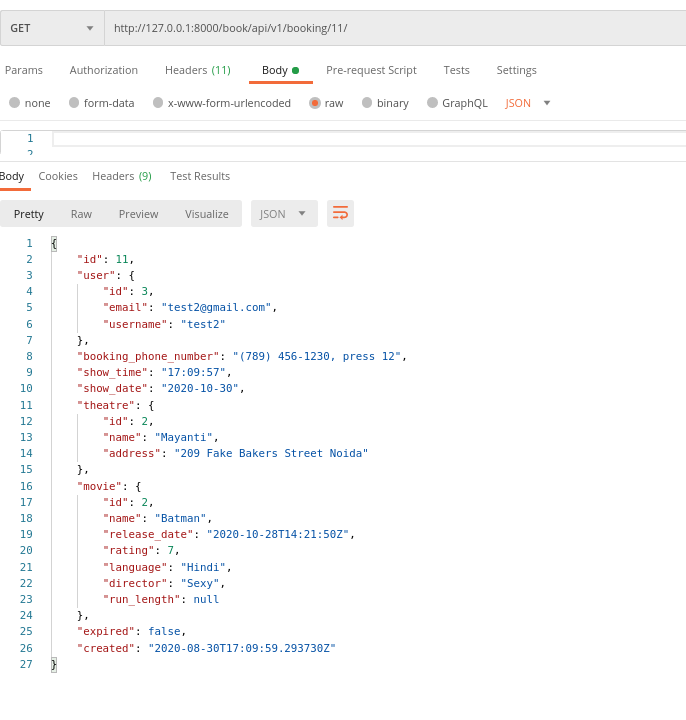 GET http://127.0.0.1:8000/book/api/v1/booking/11/
Params Authorization Headers (11) Body Pre-request Script Tests Settings
none form-data x-www-form-urlencoded raw binary GraphQL JSON
1
2
Body Cookies Headers (9) Test Results
Pretty Raw Preview Visualize JSON
1 {
2 "id": 11,
3 "user": {
4 "id": 3,
5 "email": "test2@gmail.com",
6 "username": "test2"
7 },
8 "booking_phone_number": "(789) 456-1230, press 12",
9 "show_time": "17:09:57",
10 "show_date": "2020-10-30",
11 "theatre": {
12 "id": 2,
13 "name": "Mayanti",
14 "address": "209 Fake Bakers Street Noida"
15 },
16 "movie": {
17 "id": 2,
18 "name": "Batman",
19 "release_date": "2020-10-28T14:21:50Z",
20 "rating": 7,
21 "language": "Hindi",
22 "director": "Sexy",
23 "run_length": null
24 },
25 "expired": false,
26 "created": "2020-08-30T17:09:59.293730Z"
27 }